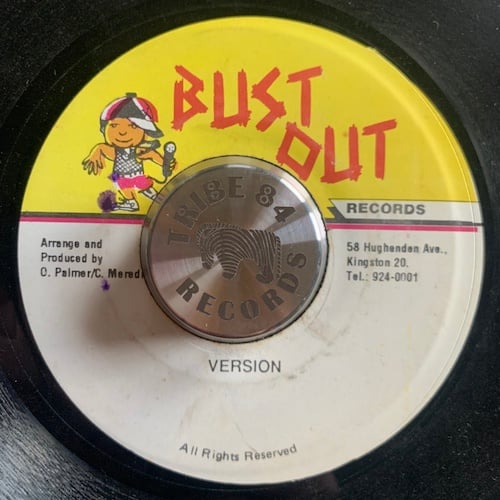 BUST
OUT
RECORDS
TRIBE 84
RECORDS
Arrange and
Produced by
O. Palmer/C.
58 Hughenden Ave.,
Kingston 20.
Tel.: 924-0001
VERSION
All Rights Reserved